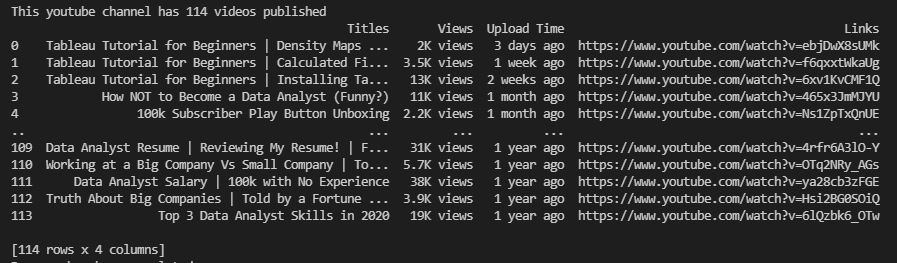 This youtube channel has 114 videos published
Titles Views Upload Time Links
0 Tableau Tutorial for Beginners | Density Maps ... 2K views 3 days ago https://www.youtube.com/watch?v=ebjDwX8sUMk
1 Tableau Tutorial for Beginners | Calculated Fi... 3.5K views 1 week ago https://www.youtube.com/watch?v=f6qxxtWkaUg
2 Tableau Tutorial for Beginners | Installing Ta... 13K views 2 weeks ago https://www.youtube.com/watch?v=6xv1KvCMF1Q
3 How NOT to Become a Data Analyst (Funny?) 11K views 1 month ago https://www.youtube.com/watch?v=465x3JmMJYU
4 100k Subscriber Play Button Unboxing 2.2K views 1 month ago https://www.youtube.com/watch?v=Ns1ZpTxQnUE
.. ... ... ... ...
109 Data Analyst Resume | Reviewing My Resume! | F... 31K views 1 year ago https://www.youtube.com/watch?v=4rfr6A3lO-Y
110 Working at a Big Company Vs Small Company | To... 5.7K views 1 year ago https://www.youtube.com/watch?v=OTq2NRy_AGs
111 Data Analyst Salary | 100k with No Experience 38K views 1 year ago https://www.youtube.com/watch?v=ya28cb3zFGE
112 Truth About Big Companies | Told by a Fortune ... 3.9K views 1 year ago https://www.youtube.com/watch?v=Hsi2BG0SOiQ
113 Top 3 Data Analyst Skills in 2020 19K views 1 year ago https://www.youtube.com/watch?v=6lQzbk6_OTw
[114 rows x 4 columns]